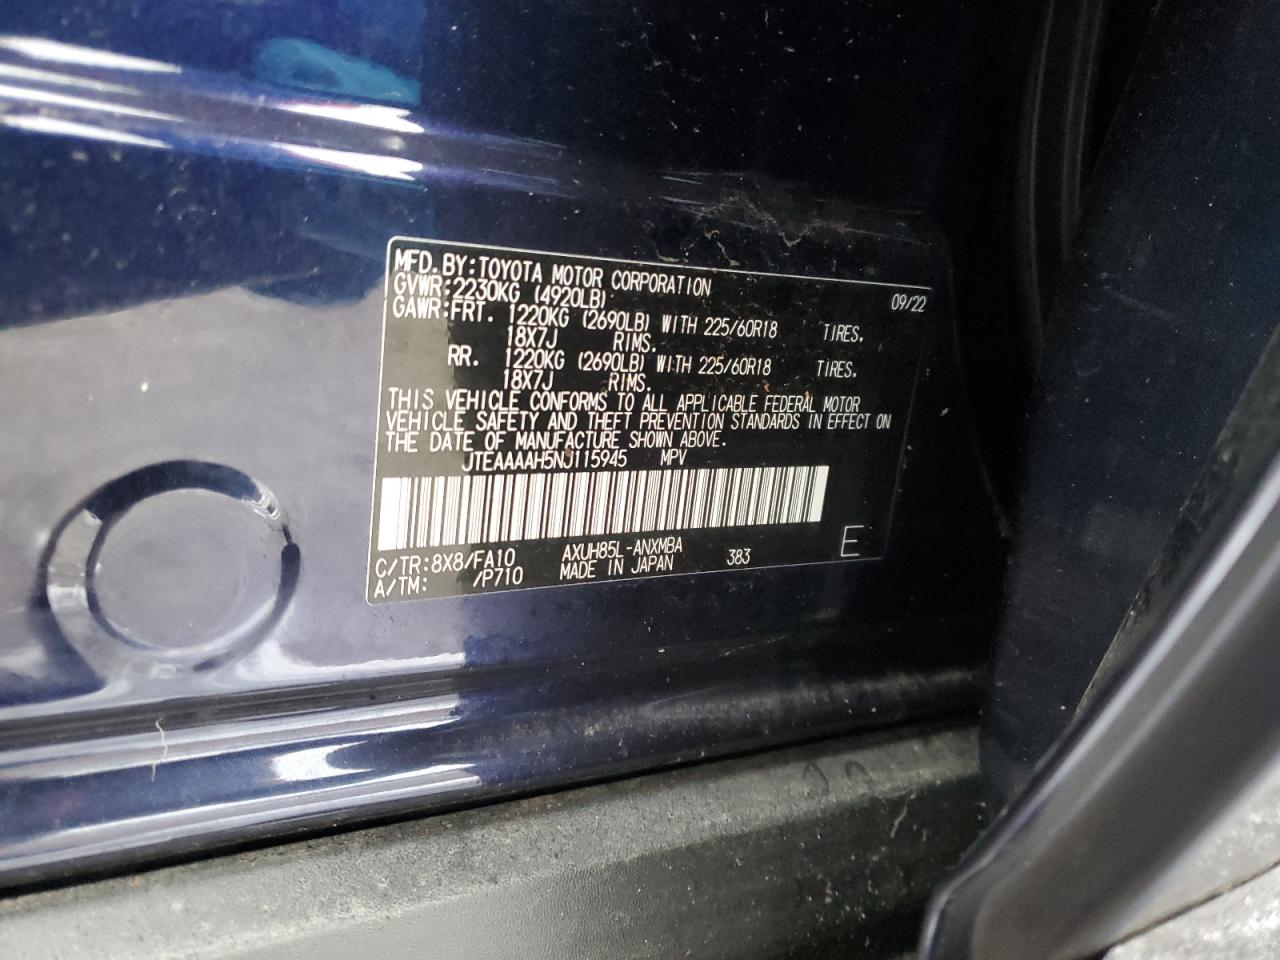 MFD. BY:TOYOTA MOTOR CORPORATION 09/22
GVWR:2230KG (4920LB)
GAWR:FRT. 1220KG (2690LB) WITH 225/60R18 TIRES.
18X7J RIMS.
RR. 1220KG (2690LB) WITH 225/60R18 TIRES.
18X7J RIMS.
THIS VEHICLE CONFORMS TO ALL APPLICABLE FEDERAL MOTOR
VEHICLE SAFETY AND THEFT PREVENTION STANDARDS IN EFFECT ON
THE DATE OF MANUFACTURE SHOWN ABOVE.
JTEAAAAH5NJ115945 MPV
C/TR:8X8/FA10 AXUH85L-ANXMBA 383 E
A/TM: /P710 MADE IN JAPAN